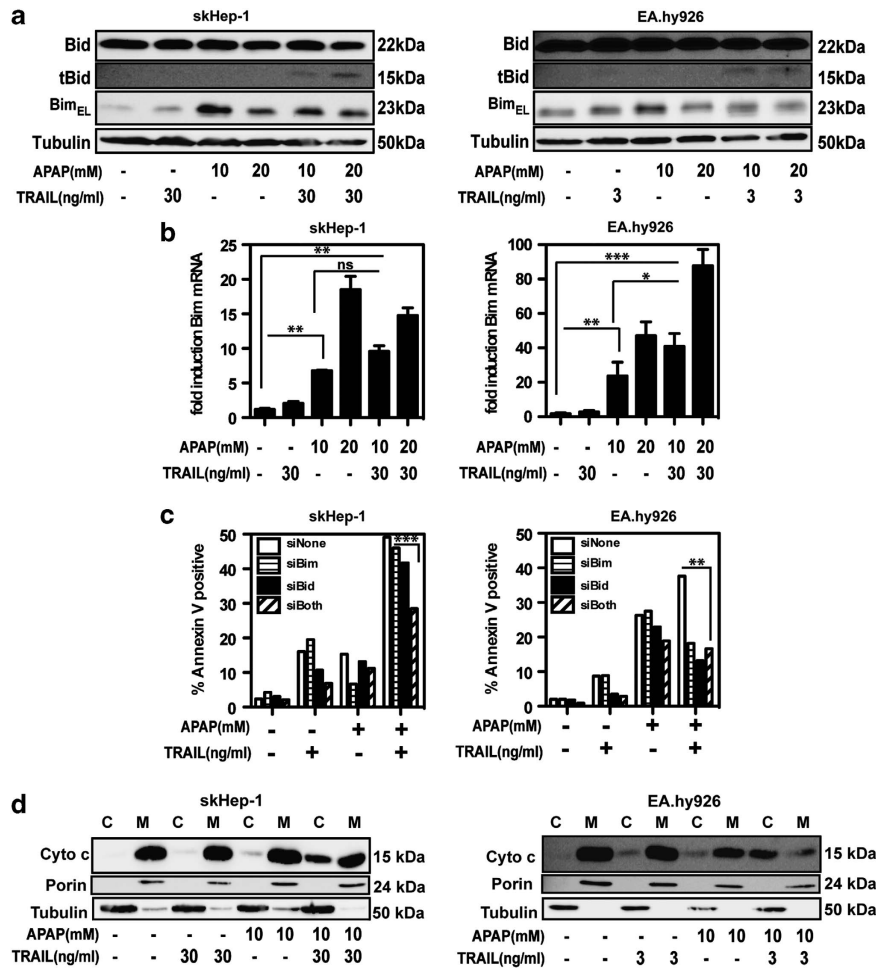 a
skHep-1
Bid 22kDa
tBid 15kDa
BimEL 23kDa
Tubulin 50kDa
APAP(mM) - - 10 20 10 20
TRAIL(ng/ml) - 30 - - 30 30
EA.hy926
Bid 22kDa
tBid 15kDa
BimEL 23kDa
Tubulin 50kDa
APAP(mM) - - 10 20 10 20
TRAIL(ng/ml) - 3 - - 3 3
b
skHep-1
fold induction Bim mRNA
25
20
15
10
5
0
**
ns
**
APAP(mM) - - 10 20 10 20
TRAIL(ng/ml) - 30 - - 30 30
EA.hy926
fold induction Bim mRNA
100
80
60
40
20
0
***
*
**
APAP(mM) - - 10 20 10 20
TRAIL(ng/ml) - 30 - - 30 30
c
skHep-1
% Annexin V positive
50
40
30
20
10
0
siNone
siBim
siBid
siBoth
***
APAP(mM) - - + +
TRAIL(ng/ml) - + - +
EA.hy926
% Annexin V positive
50
40
30
20
10
0
siNone
siBim
siBid
siBoth
**
APAP(mM) - - + +
TRAIL(ng/ml) - + - +
d
skHep-1
C M C M C M C M
Cyto c 15 kDa
Porin 24 kDa
Tubulin 50 kDa
APAP(mM) - - - - 10 10 10 10
TRAIL(ng/ml) - - 30 30 - - 30 30
EA.hy926
C M C M C M C M
Cyto c 15 kDa
Porin 24 kDa
Tubulin 50 kDa
APAP(mM) - - - - 10 10 10 10
TRAIL(ng/ml) - - 3 3 - - 3 3